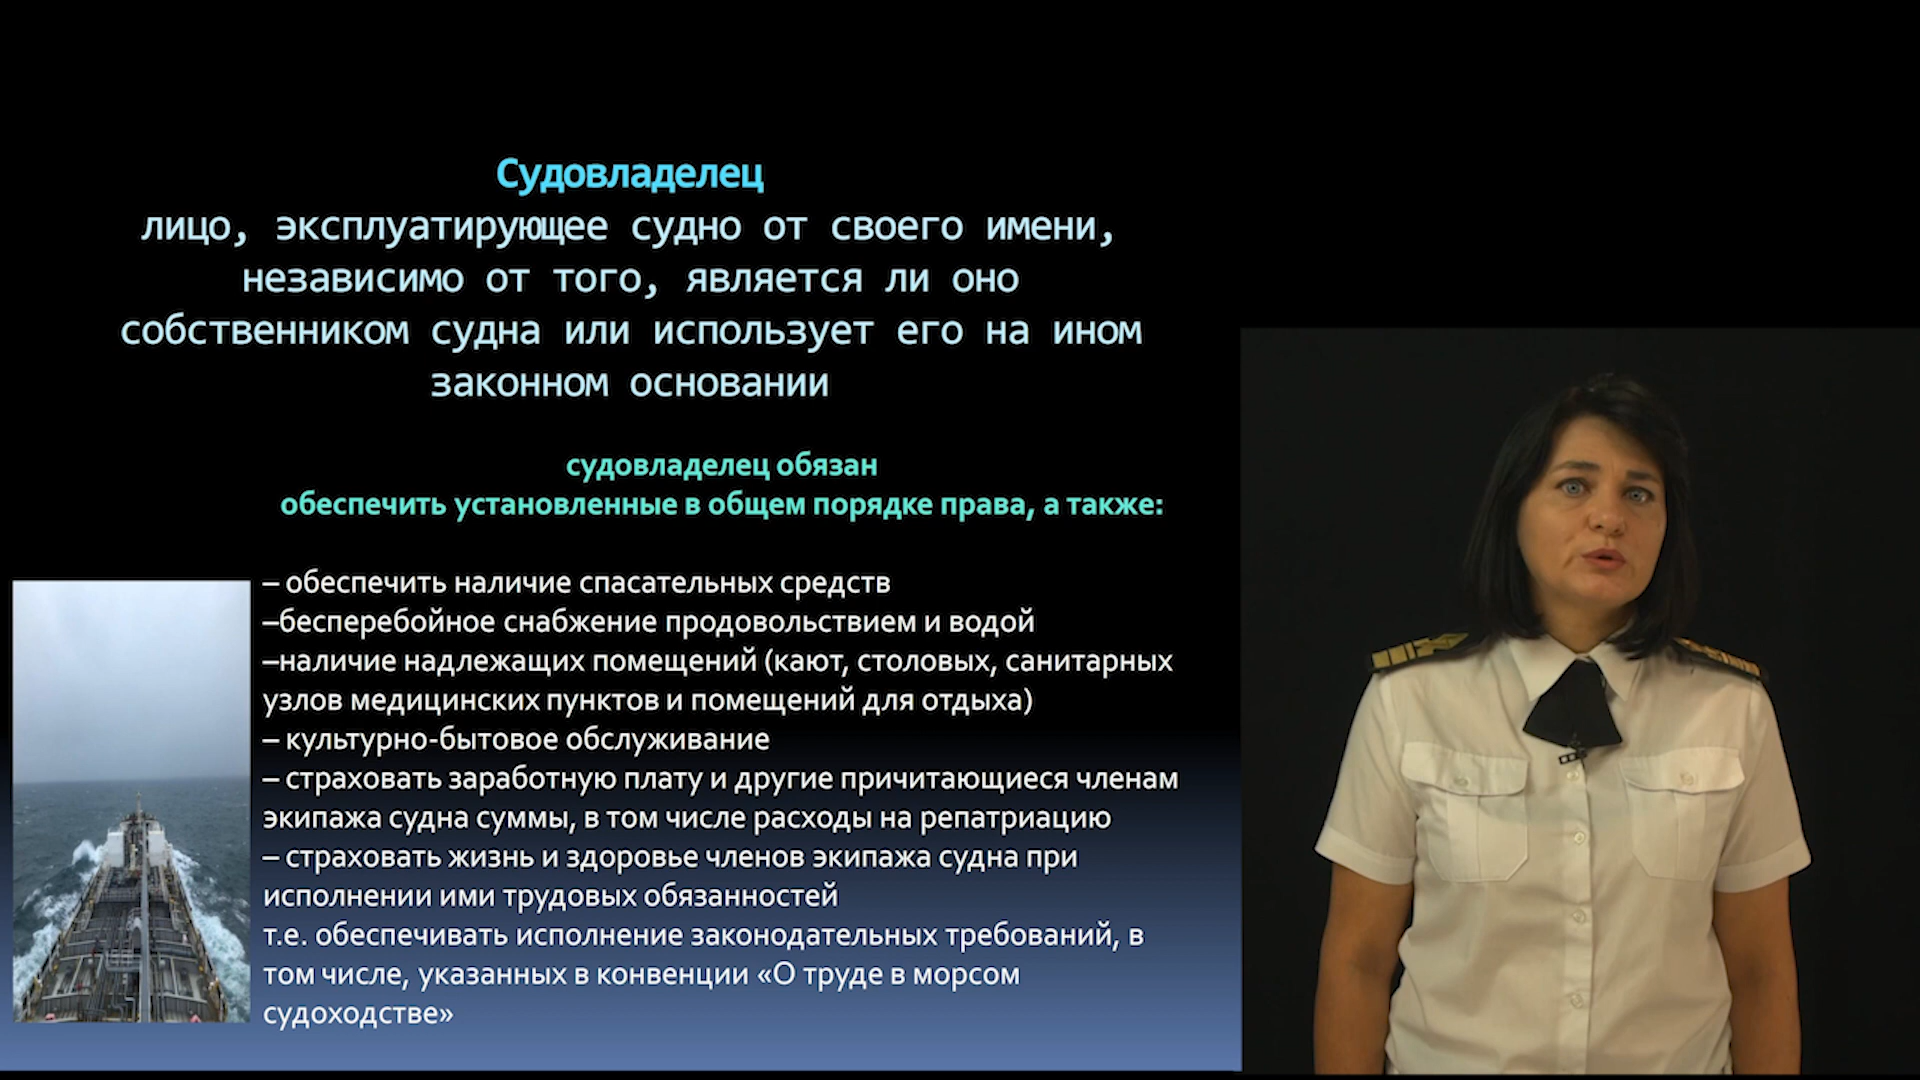 Судовладелец
лицо, эксплуатирующее судно от своего имени,
независимо от того, является ли оно
собственником судна или использует его на ином
законном основании
судовладелец обязан
обеспечить установленные в общем порядке права, а также:
– обеспечить наличие спасательных средств
–бесперебойное снабжение продовольствием и водой
–наличие надлежащих помещений (кают, столовых, санитарных
узлов медицинских пунктов и помещений для отдыха)
– культурно-бытовое обслуживание
– страховать заработную плату и другие причитающиеся членам
экипажа судна суммы, в том числе расходы на репатриацию
– страховать жизнь и здоровье членов экипажа судна при
исполнении ими трудовых обязанностей
т.е. обеспечивать исполнение законодательных требований, в
том числе, указанных в конвенции «О труде в морсом
судоходстве»